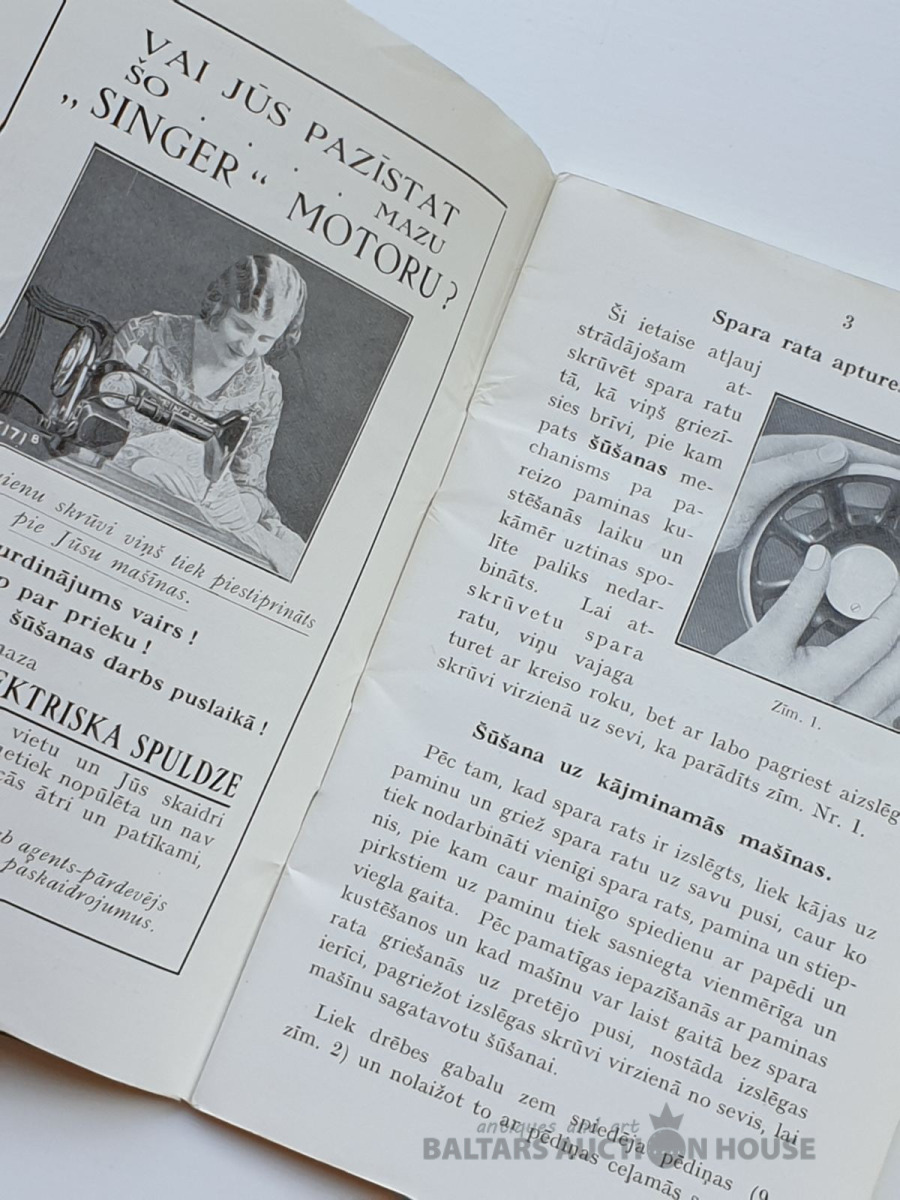 VAI JŪS PAZĪSTAT
ŠO . . . . MAZU
„SINGER“ MOTORU?
skrūvi viņš tiek piestiprināts
pie Jūsu mašīnas.
vairs !
par prieku !
šūšanas darbs puslaikā !
SPULDZE
vietu un Jūs skaidri
nopūlēta un nav
ātri un patīkami,
agents-pārdevējs
paskaidrojumus.
3
Spara rata
Ši ietaise atļauj
strādājošam at-
skrūvēt spara ratu
tā, kā viņš griezī-
sies brīvi, pie kam
pats šūšanas me-
chanisms pa pa-
reizo paminas ku-
stēšanās laiku un
kāmēr uztinas spo-
līte paliks nedar-
bināts. Lai at-
skrūvetu spara
ratu, viņu vajaga
turet ar kreiso roku, bet ar labo pagriest
skrūvi virzienā uz sevi, ka parādīts zīm. Nr. 1.
Zīm. 1.
Šūšana uz kājminamās mašīnas.
Pēc tam, kad spara rats ir izslēgts, liek kājas uz
paminu un griež spara ratu uz savu pusi, caur ko
tiek nodarbināti vienīgi spara rats, pamina un stiep-
nis, pie kam caur mainīgo spiedienu ar papēdi un
pirkstiem uz paminu tiek sasniegta vienmērīga un
viegla gaita. Pēc pamatīgas iepazīšanās ar paminas
kustēšanos un kad mašīnu var laist gaitā bez spara
rata griešanās uz pretējo pusi, nostāda izslēgas
ierīci, pagriežot izslēgas skrūvi virzienā no sevis, lai
mašīnu sagatavotu šūšanai.
Liek drēbes gabalu zem spiedēja pēdiņas
zīm. 2) un nolaižot to ar pēdiņas ceļamās
antiques and art
BALTARS AUCTION HOUSE